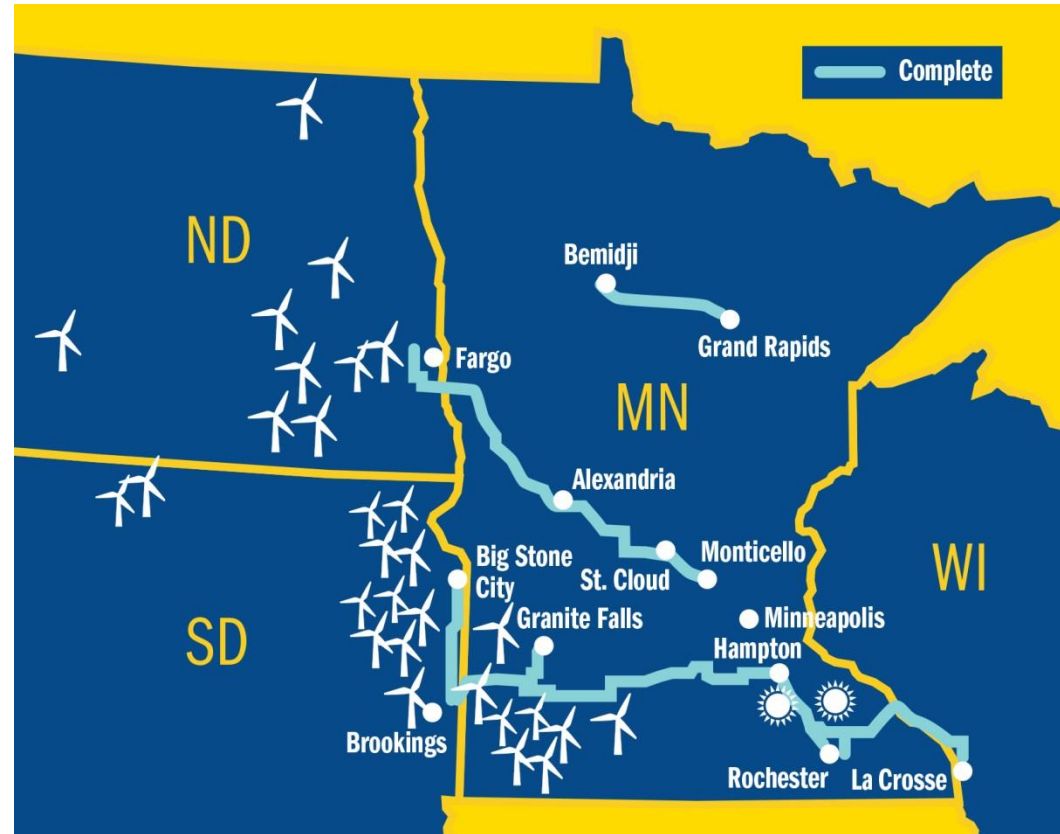 Complete
ND
Bemidji
Grand Rapids
Fargo
MN
Alexandria
Big Stone
City
St. Cloud
Monticello
WI
SD
Granite Falls
Minneapolis
Hampton
Brookings
Rochester
La Crosse